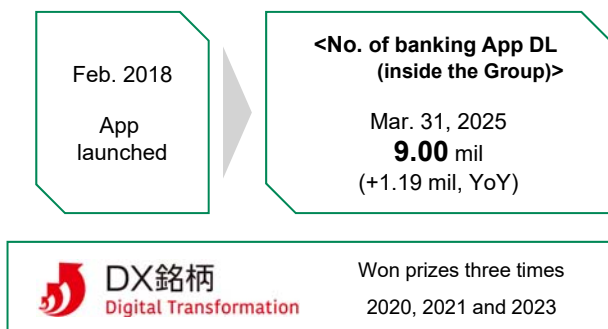 Feb. 2018
App
launched
<No. of banking App DL
(inside the Group)>
Mar. 31, 2025
9.00 mil
(+1.19 mil, YoY)
DX銘柄
Digital Transformation
Won prizes three times
2020, 2021 and 2023